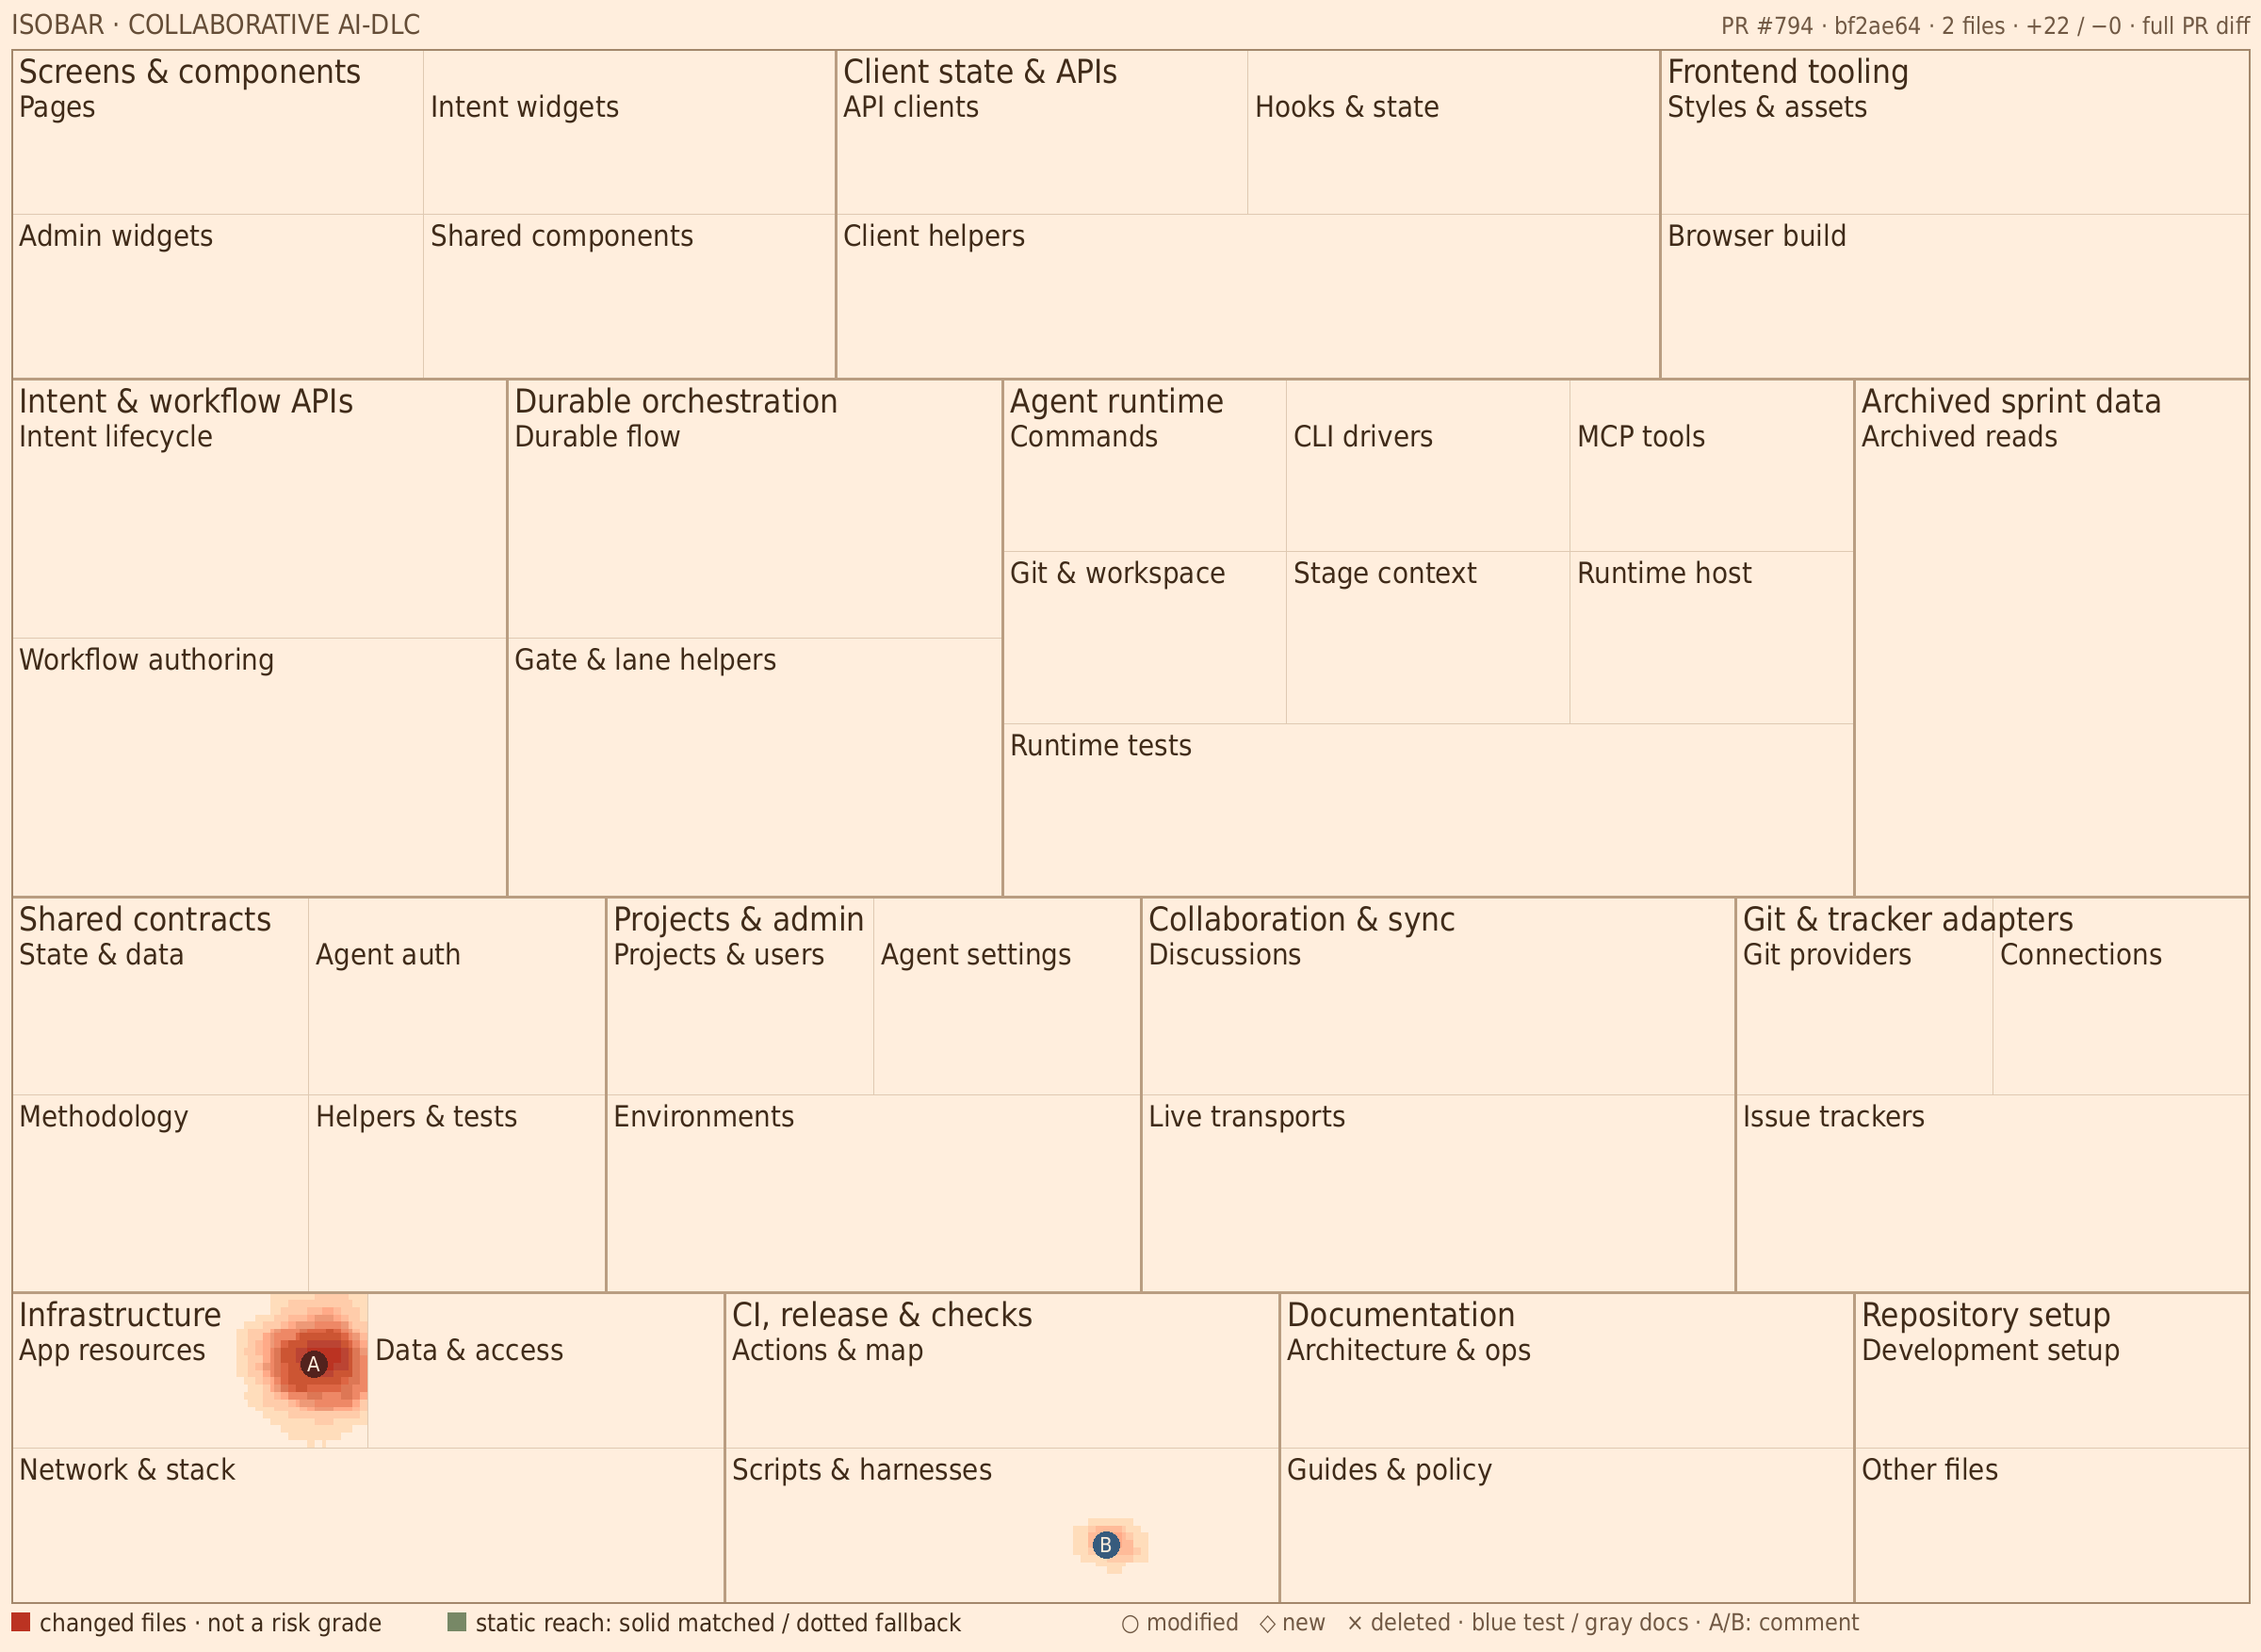 ISOBAR · COLLABORATIVE AI-DLC
PR #794 · bf2ae64 · 2 files · +22 / −0 · full PR diff
Screens & components
Pages
Intent widgets
Client state & APIs
API clients
Hooks & state
Frontend tooling
Styles & assets
Admin widgets
Shared components
Client helpers
Browser build
Intent & workflow APIs
Intent lifecycle
Durable orchestration
Durable flow
Agent runtime
Commands
CLI drivers
MCP tools
Archived sprint data
Archived reads
Git & workspace
Stage context
Runtime host
Workflow authoring
Gate & lane helpers
Runtime tests
Shared contracts
State & data
Agent auth
Projects & admin
Projects & users
Agent settings
Collaboration & sync
Discussions
Git & tracker adapters
Git providers
Connections
Methodology
Helpers & tests
Environments
Live transports
Issue trackers
Infrastructure
App resources
A
Data & access
CI, release & checks
Actions & map
Documentation
Architecture & ops
Repository setup
Development setup
Network & stack
Scripts & harnesses
B
Guides & policy
Other files
changed files · not a risk grade
static reach: solid matched / dotted fallback
○ modified ◇ new × deleted · blue test / gray docs · A/B: comment